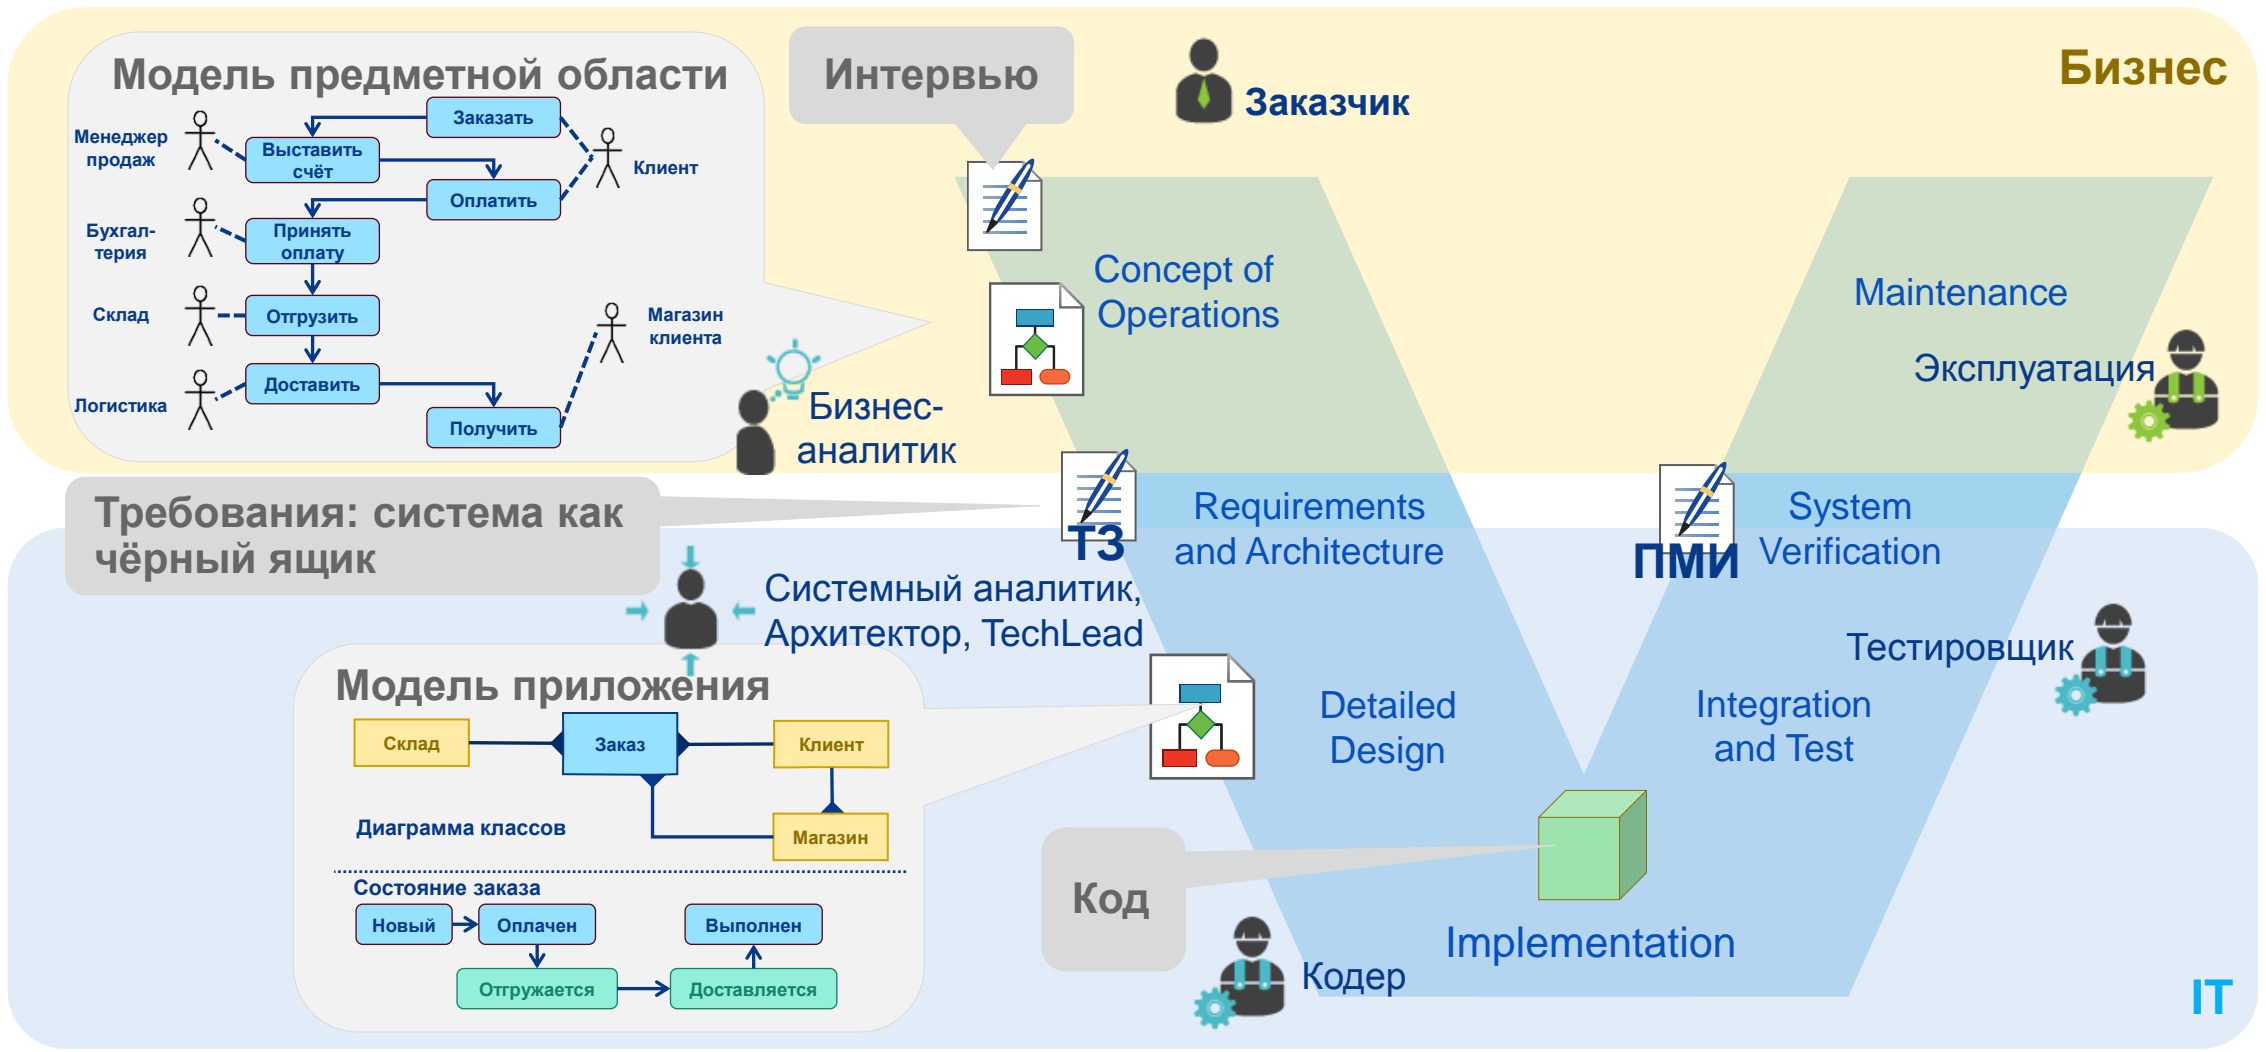 Бизнес
Модель предметной области
Интервью
Заказчик
Менеджер
продаж
Заказать
Выставить
счёт
Клиент
Оплатить
Бухгал-
терия
Принять
оплату
Склад
Отгрузить
Магазин
клиента
Логистика
Доставить
Получить
Бизнес-
аналитик
Concept of
Operations
Maintenance
Эксплуатация
Требования: система как
чёрный ящик
ТЗ
Requirements
and Architecture
ПМИ
System
Verification
Системный аналитик,
Архитектор, TechLead
Тестировщик
Модель приложения
Склад
Заказ
Клиент
Диаграмма классов
Магазин
Состояние заказа
Новый
Оплачен
Выполнен
Отгружается
Доставляется
Detailed
Design
Integration
and Test
Код
Implementation
Кодер
IT